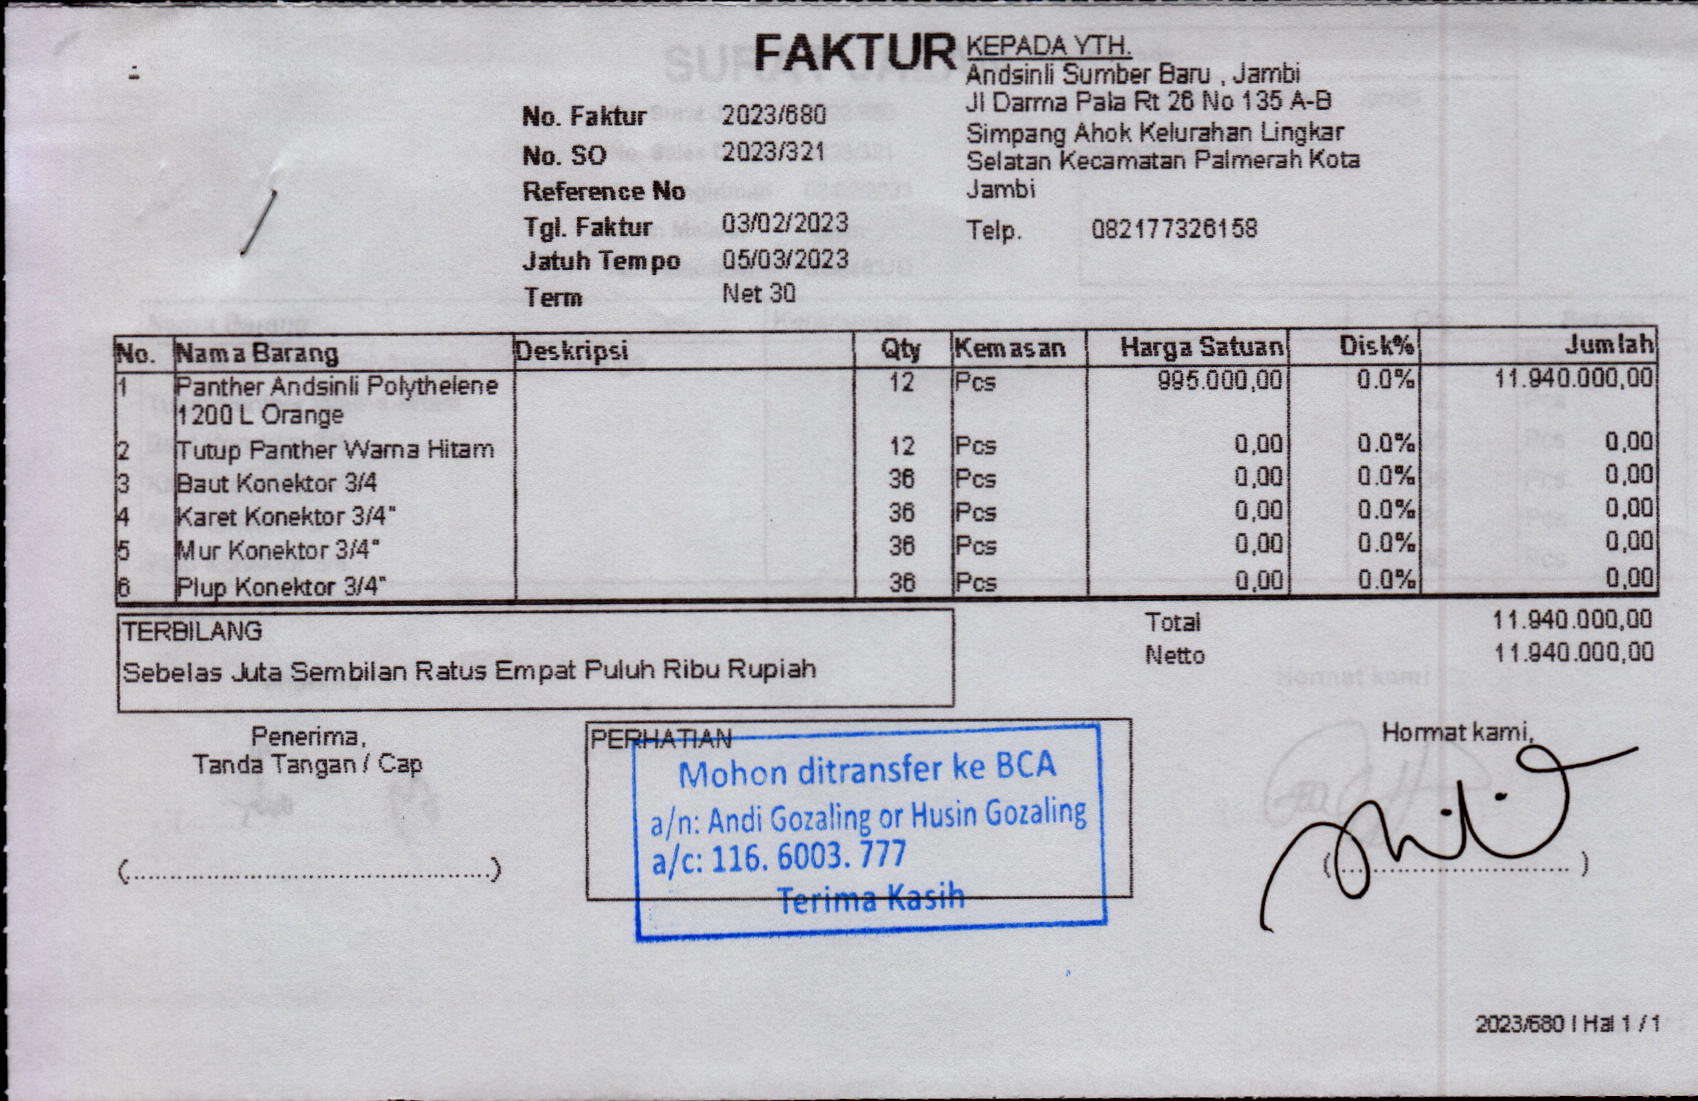 FAKTUR
No. Faktur 2023/680
No. SO 2023/321
Reference No
Tgl. Faktur 03/02/2023
Jatuh Tempo 05/03/2023
Term Net 30
KEPADA YTH.
Andsinli Sumber Baru , Jambi
Jl Darma Pala Rt 26 No 135 A-B
Simpang Ahok Kelurahan Lingkar
Selatan Kecamatan Palmerah Kota
Jambi
Telp. 082177326158
No. Nama Barang Deskripsi Qty Kemasan Harga Satuan Disk% Jumlah
1 Panther Andsinli Polythelene 12 Pcs 995.000,00 0.0% 11.940.000,00
1200 L Orange
2 Tutup Panther Warna Hitam 12 Pcs 0,00 0.0% 0,00
3 Baut Konektor 3/4 36 Pcs 0,00 0.0% 0,00
4 Karet Konektor 3/4" 36 Pcs 0,00 0.0% 0,00
5 Mur Konektor 3/4" 36 Pcs 0,00 0.0% 0,00
6 Plup Konektor 3/4" 36 Pcs 0,00 0.0% 0,00
TERBILANG
Sebelas Juta Sembilan Ratus Empat Puluh Ribu Rupiah
Total 11.940.000,00
Netto 11.940.000,00
Penerima,
Tanda Tangan / Cap
(..............................................)
PERHATIAN
Mohon ditransfer ke BCA
a/n: Andi Gozaling or Husin Gozaling
a/c: 116. 6003. 777
Terima Kasih
Hormat kami,
(.............................. )
2023/680 | Hal 1 / 1